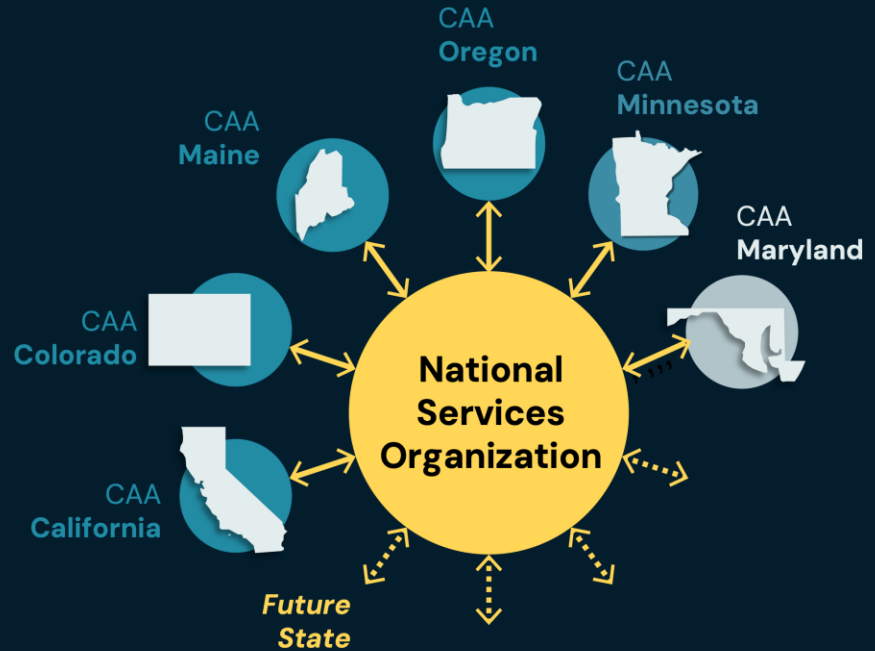 CAA
Oregon
CAA
Minnesota
CAA
Maine
CAA
Maryland
CAA
Colorado
National
Services
Organization
CAA
California
Future
State